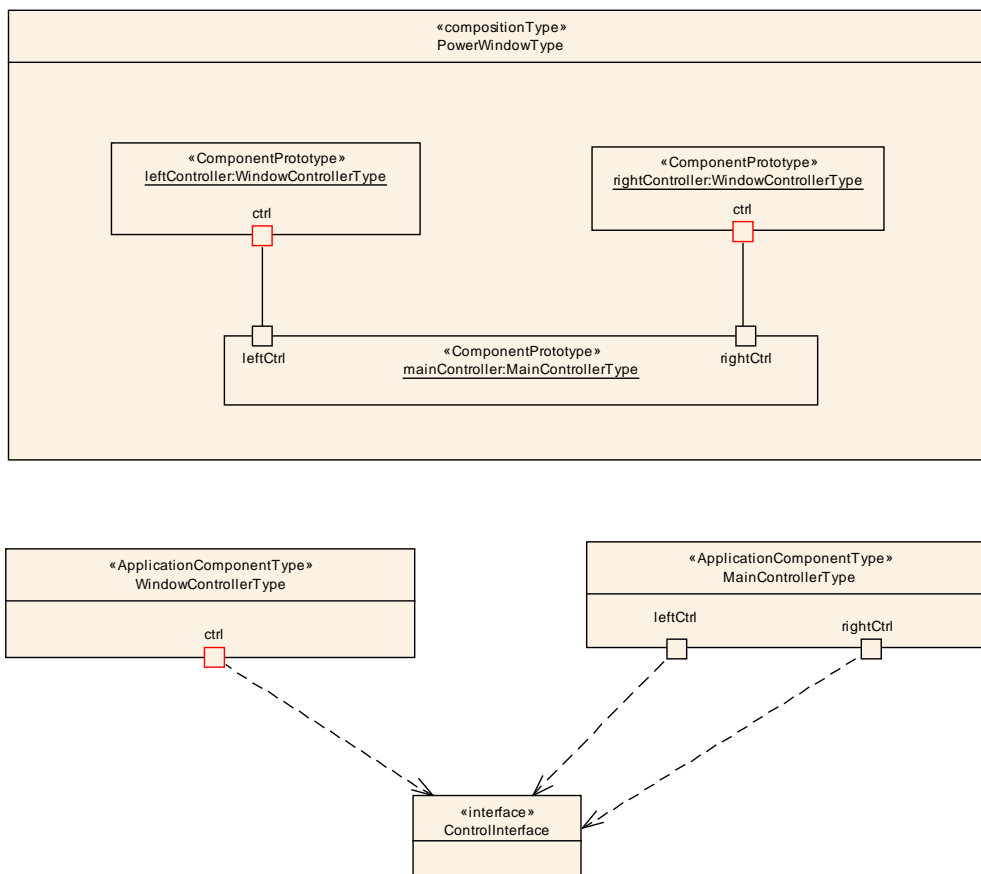 «compositionType»
PowerWindowType
«ComponentPrototype»
leftController:WindowControllerType
ctrl
«ComponentPrototype»
rightController:WindowControllerType
ctrl
leftCtrl
«ComponentPrototype»
mainController:MainControllerType
rightCtrl
«ApplicationComponentType»
WindowControllerType
ctrl
«ApplicationComponentType»
MainControllerType
leftCtrl
rightCtrl
«interface»
ControlInterface